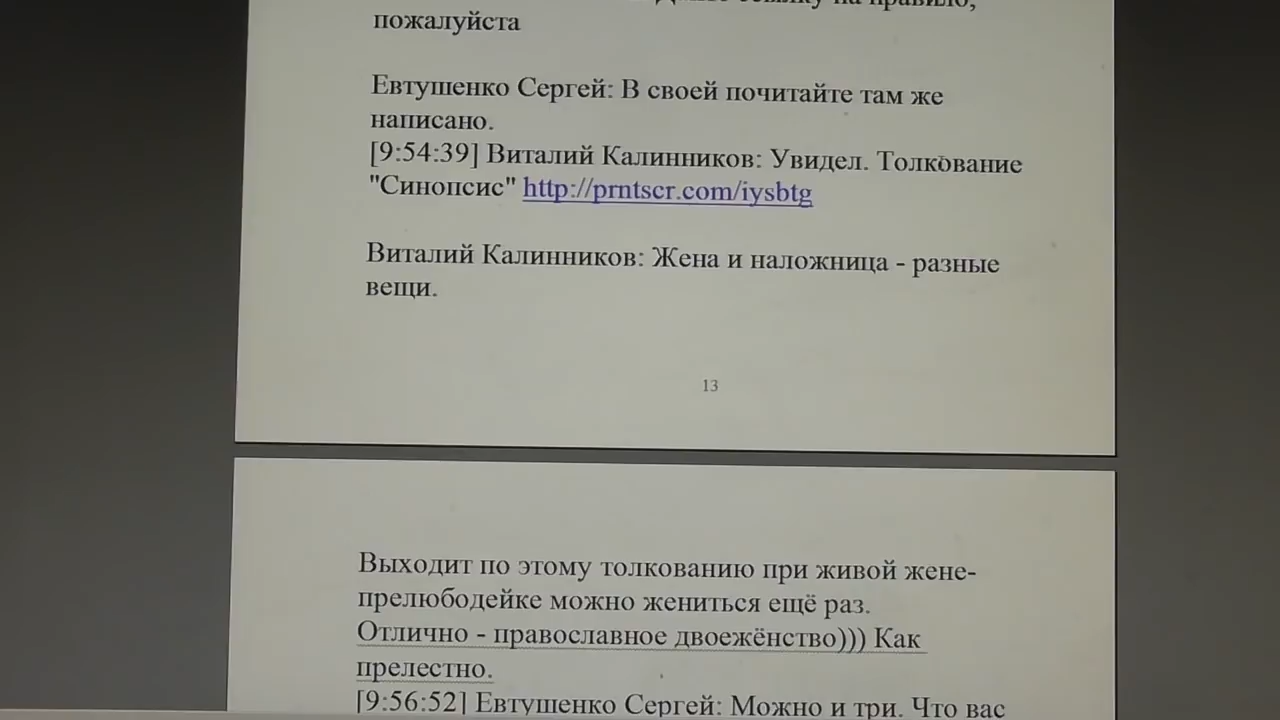 на правило,
пожалуйста
Евтушенко Сергей: В своей почитайте там же
написано.
[9:54:39] Виталий Калинников: Увидел. Толкование
"Синопсис" http://prntscr.com/iysbtg
Виталий Калинников: Жена и наложница - разные
вещи.
13
Выходит по этому толкованию при живой жене-
прелюбодейке можно жениться ещё раз.
Отлично - православное двоежёнство))) Как
прелестно.
[9:56:52] Евтушенко Сергей: Можно и три. Что вас